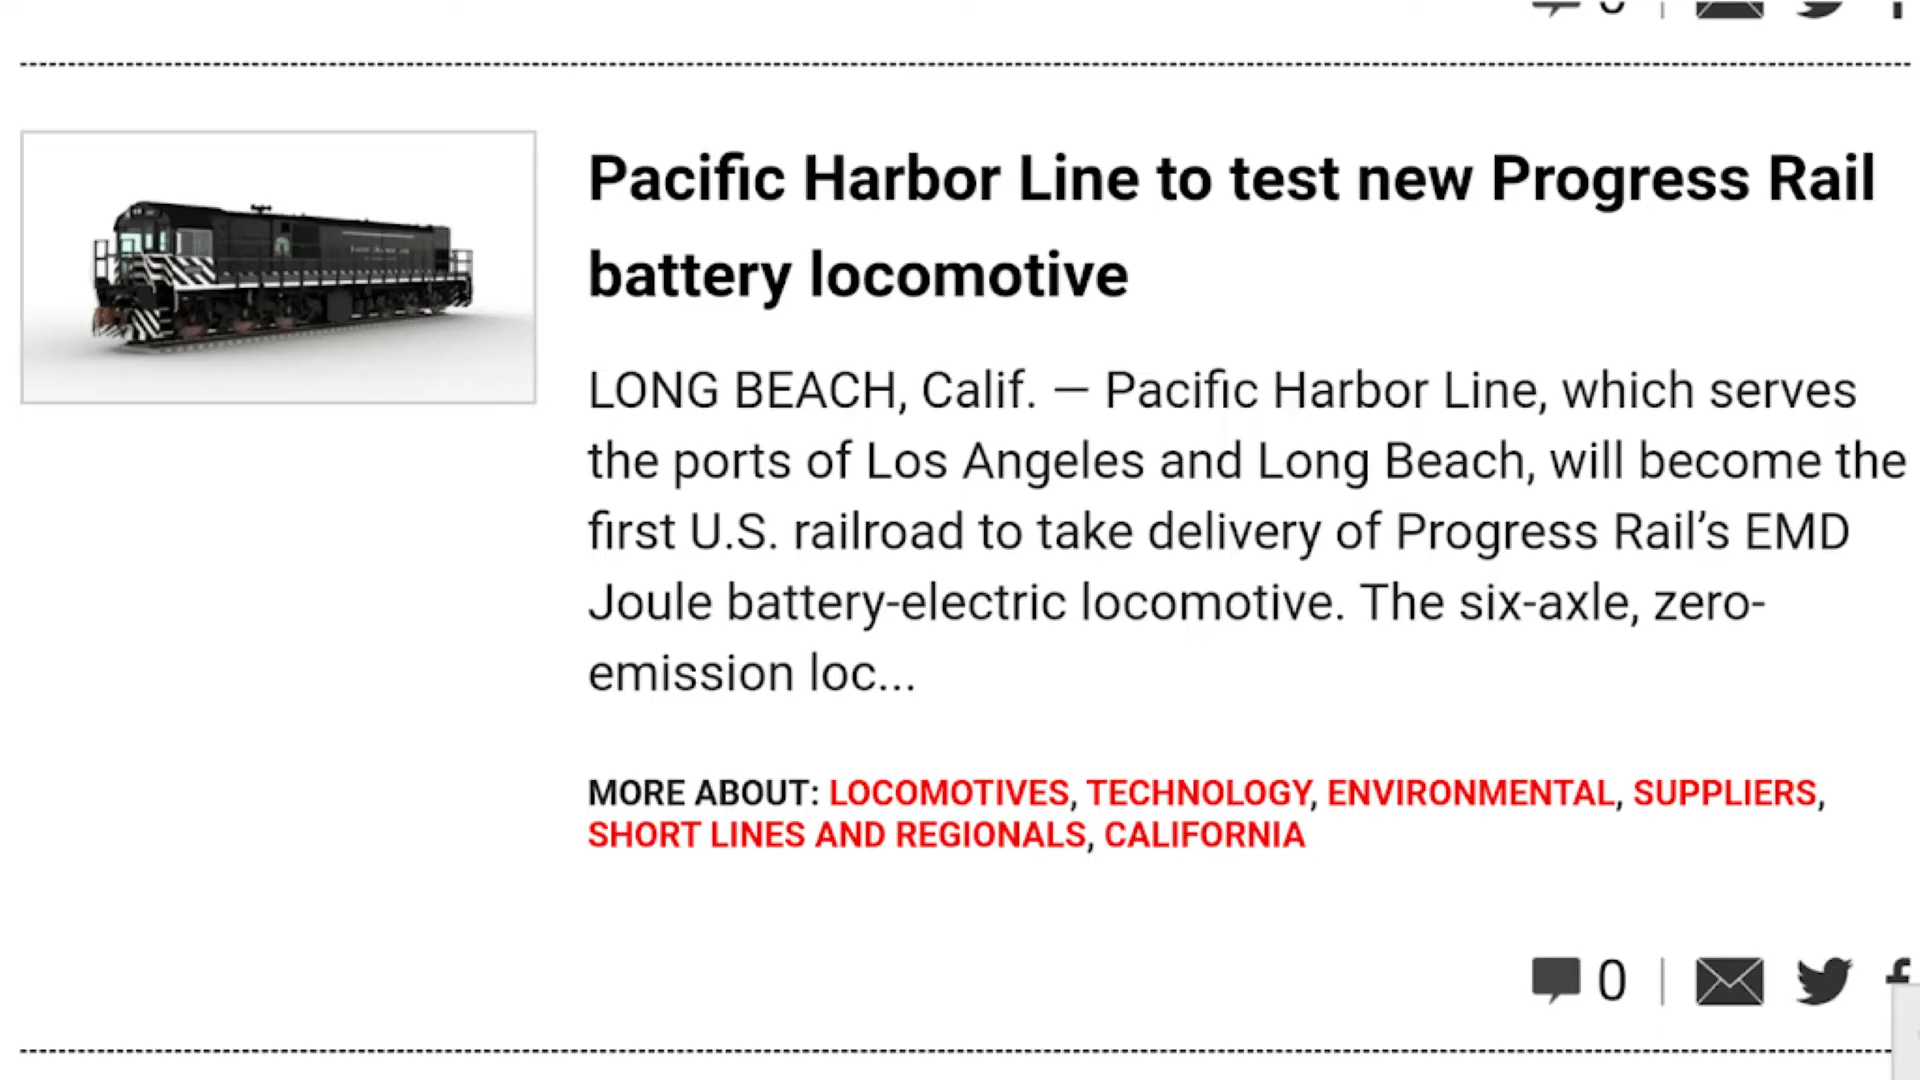 Pacific Harbor Line to test new Progress Rail
battery locomotive
LONG BEACH, Calif. — Pacific Harbor Line, which serves
the ports of Los Angeles and Long Beach, will become the
first U.S. railroad to take delivery of Progress Rail’s EMD
Joule battery-electric locomotive. The six-axle, zero-
emission loc...
MORE ABOUT: LOCOMOTIVES, TECHNOLOGY, ENVIRONMENTAL, SUPPLIERS,
SHORT LINES AND REGIONALS, CALIFORNIA
0